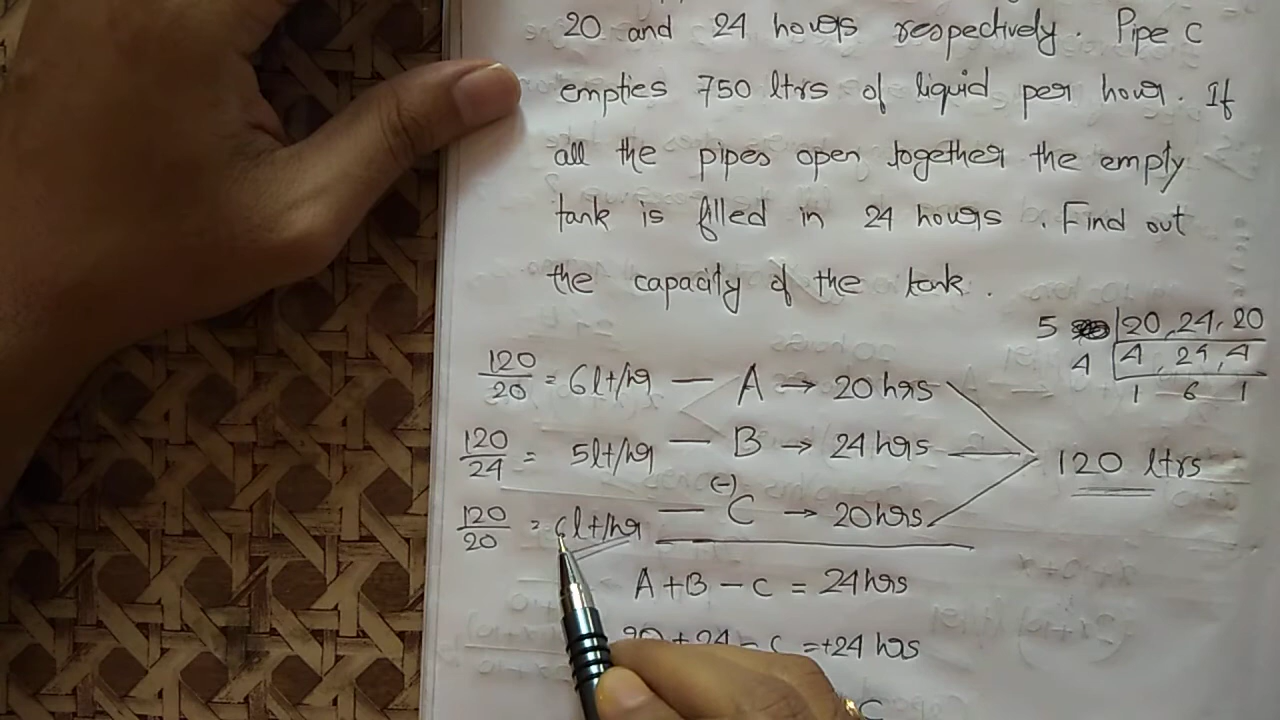 20 and 24 hours respectively. Pipe C
empties 750 ltrs of liquid per hour. If
all the pipes open together the empty
tank is filled in 24 hours. Find out
the capacity of the tank.
5 20, 24, 20
4 4, 24, 4
1 6 1
120/20 = 6lt/hr — A → 20 hrs
120/24 = 5lt/hr — B → 24 hrs
120 ltrs
120/20 = 6lt/hr — (-) C → 20hrs
A + B - C = 24hrs
20 + 24 - C = +24 hrs
C